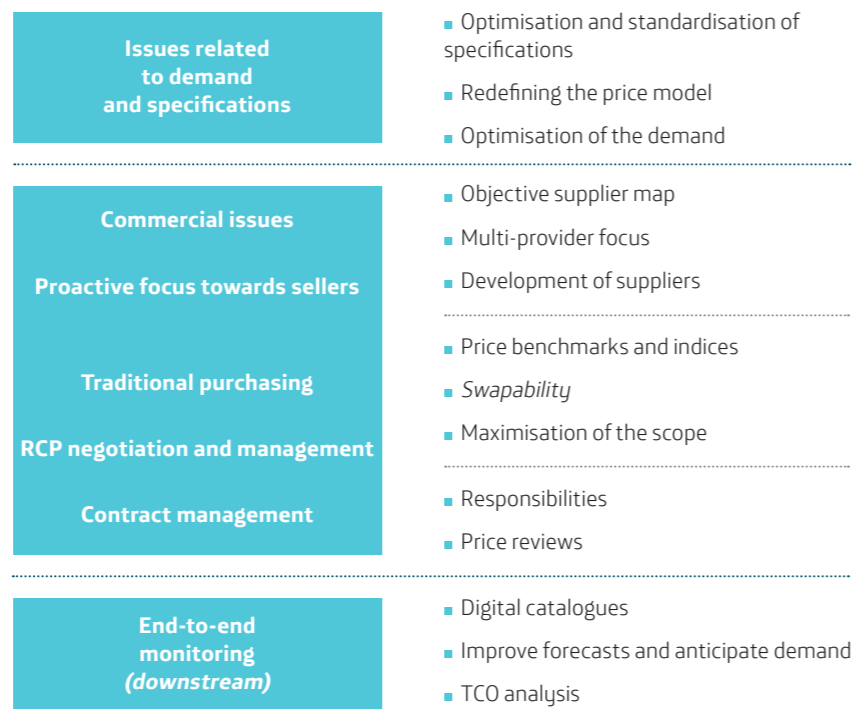 Issues related
to demand
and specifications
▪ Optimisation and standardisation of
specifications
▪ Redefining the price model
▪ Optimisation of the demand
Commercial issues
Proactive focus towards sellers
▪ Objective supplier map
▪ Multi-provider focus
▪ Development of suppliers
Traditional purchasing
RCP negotiation and management
▪ Price benchmarks and indices
▪ Swapability
▪ Maximisation of the scope
Contract management
▪ Responsibilities
▪ Price reviews
End-to-end
monitoring
(downstream)
▪ Digital catalogues
▪ Improve forecasts and anticipate demand
▪ TCO analysis